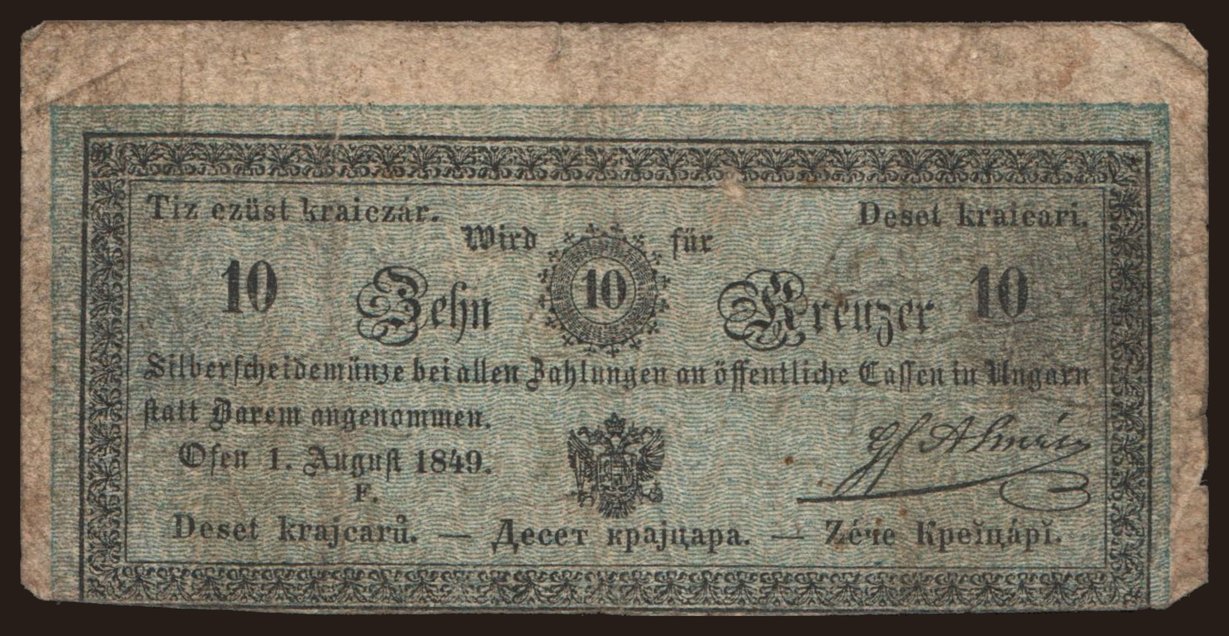 Tiz ezüst kraiczár.
Deset kraicari.
Wird für
10 Zehn 10 Kreuzer 10
Silberscheidemünze bei allen Zahlungen an öffentliche Cassen in Ungarn
statt Barem angenommen.
Ofen 1. August 1849.
F.
Deset krajcarů. — Десет крајцара. — Zéче Креĭцápĭ.